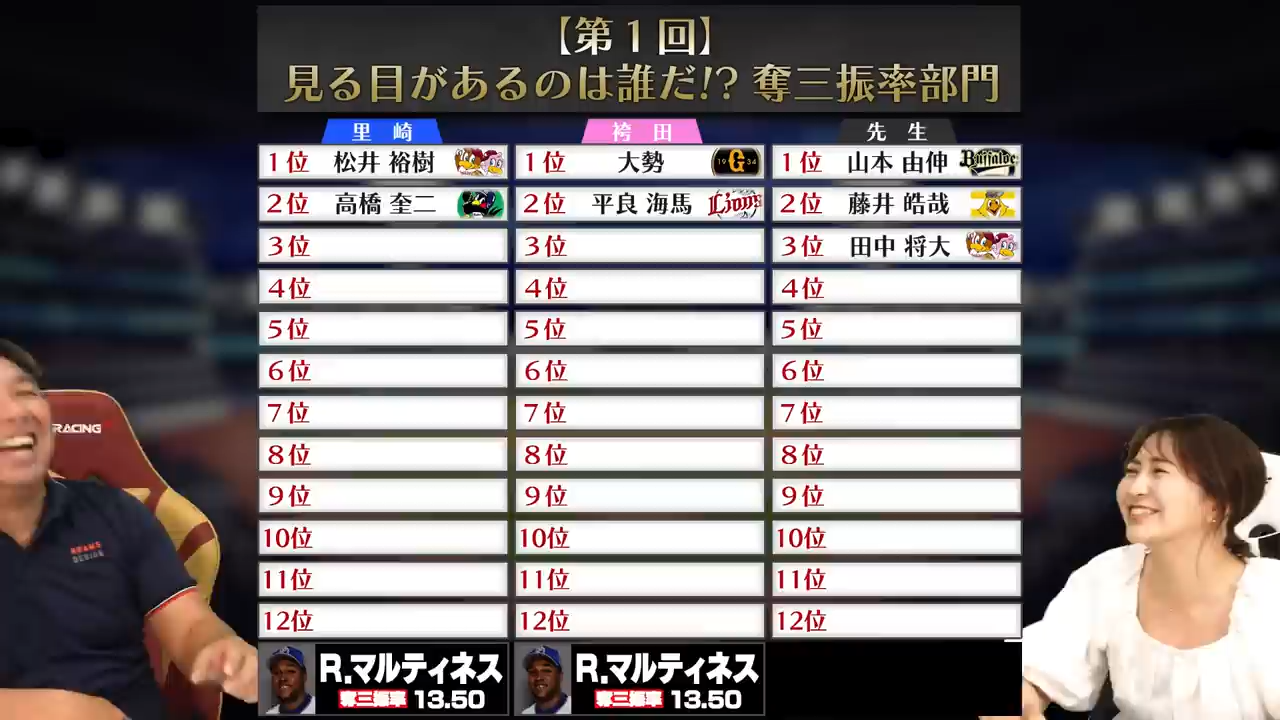 【第1回】
見る目があるのは誰だ!? 奪三振率部門
里崎
袴田
先生
1位 松井 裕樹
1位 大勢 19 G 34
1位 山本 由伸 Buffaloes
2位 高橋 奎二
2位 平良 海馬 Lions
2位 藤井 皓哉
3位
3位
3位 田中 将大
4位
4位
4位
5位
5位
5位
6位
6位
6位
7位
7位
7位
8位
8位
8位
9位
9位
9位
10位
10位
10位
11位
11位
11位
12位
12位
12位
RACING
R.マルティネス
奪三振率 13.50
R.マルティネス
奪三振率 13.50